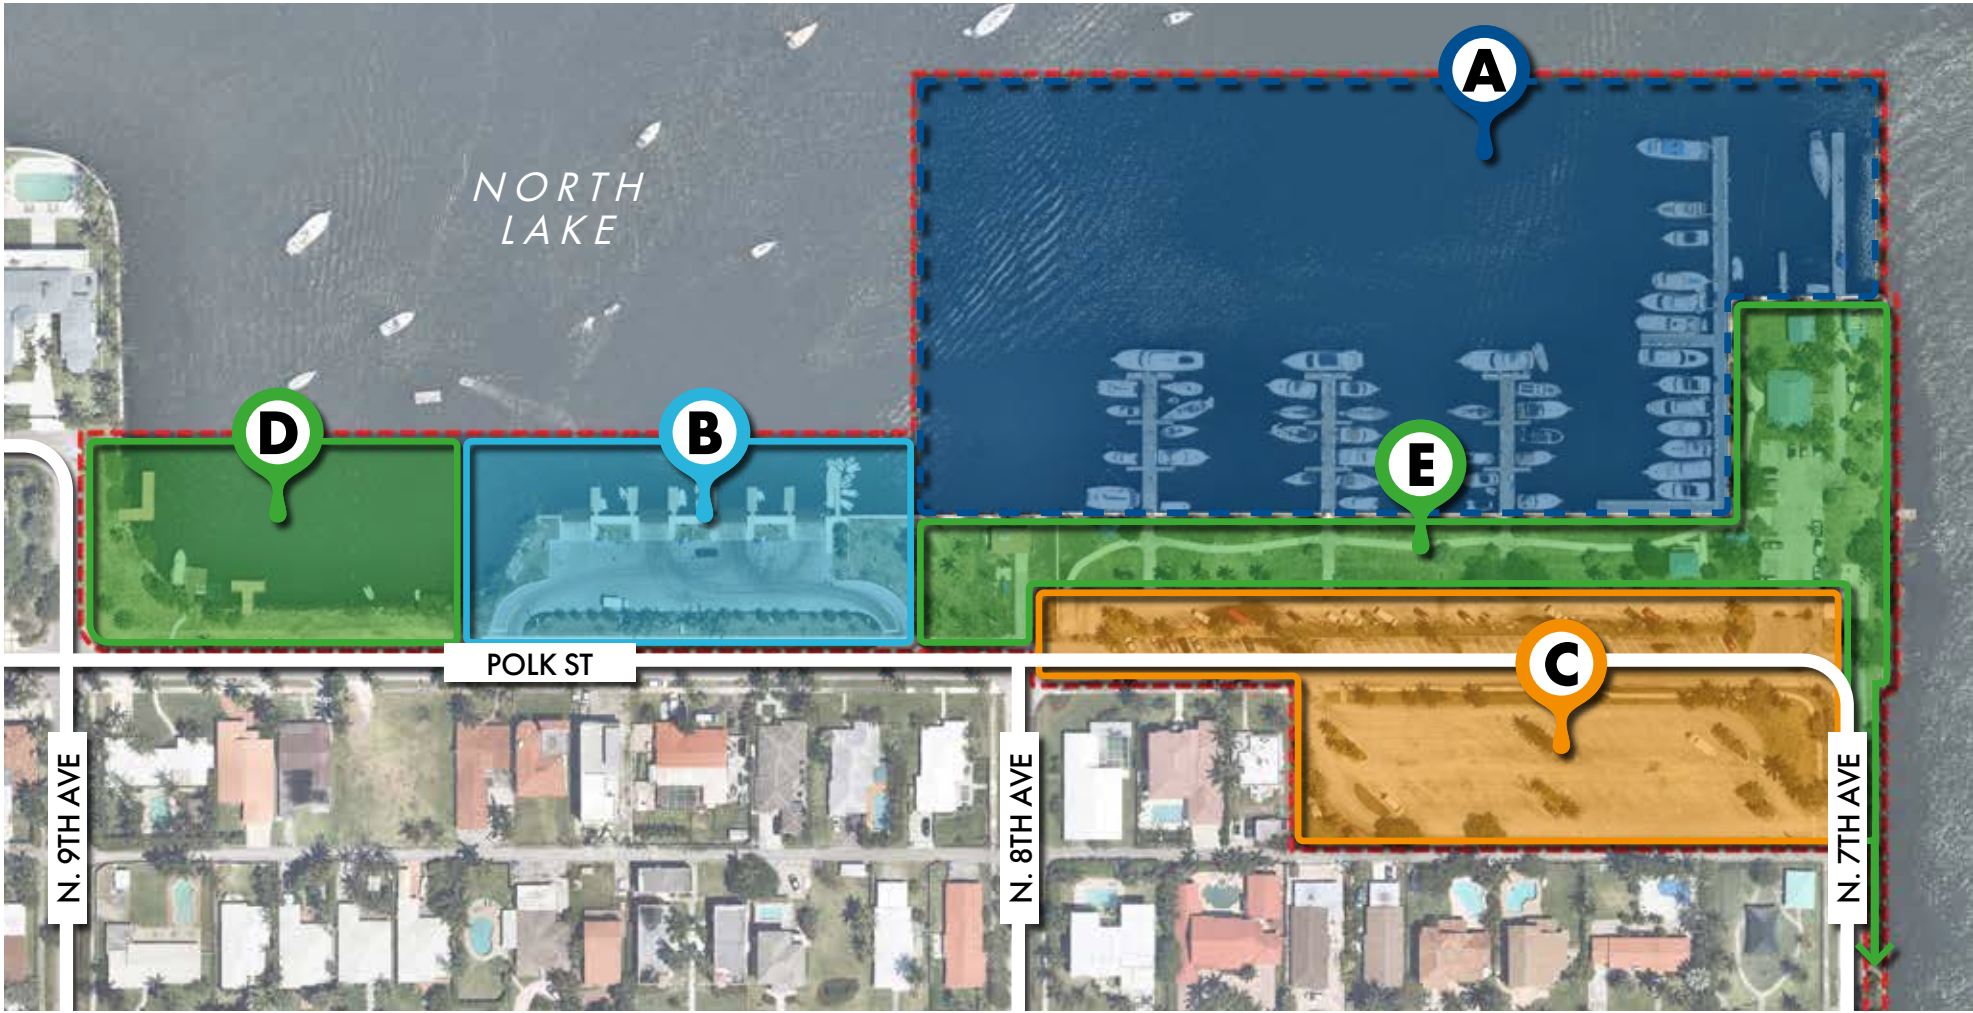 A
NORTH
LAKE
D
B
E
POLK ST
C
N. 9TH AVE
N. 8TH AVE
N. 7TH AVE